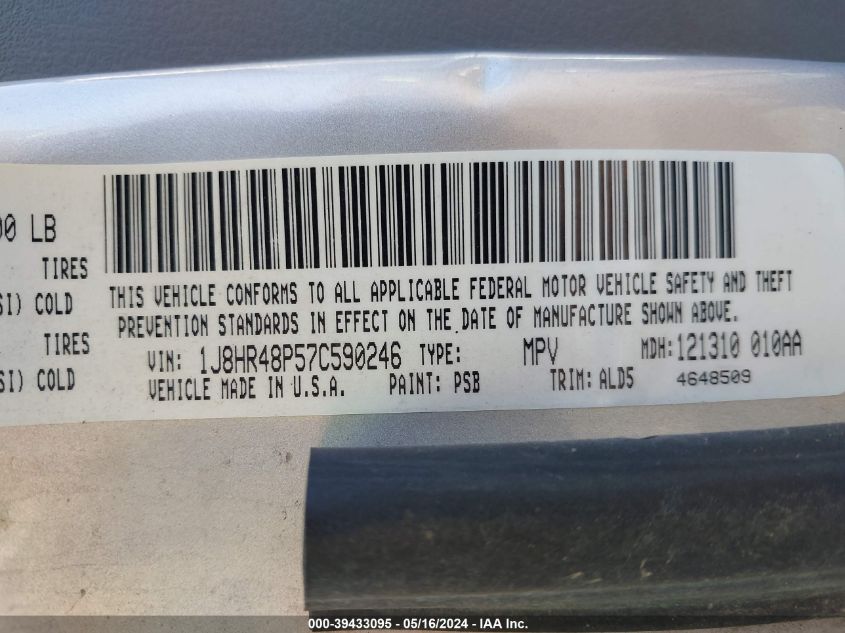 00 LB
TIRES
SI) COLD
TIRES
SI) COLD
THIS VEHICLE CONFORMS TO ALL APPLICABLE FEDERAL MOTOR VEHICLE SAFETY AND THEFT
PREVENTION STANDARDS IN EFFECT ON THE DATE OF MANUFACTURE SHOWN ABOVE.
VIN: 1J8HR48P57C590246 TYPE: MPV MDH: 121310 010AA
VEHICLE MADE IN U.S.A. PAINT: PSB TRIM: ALD5 4648509
000-39433095 - 05/16/2024 - IAA Inc.